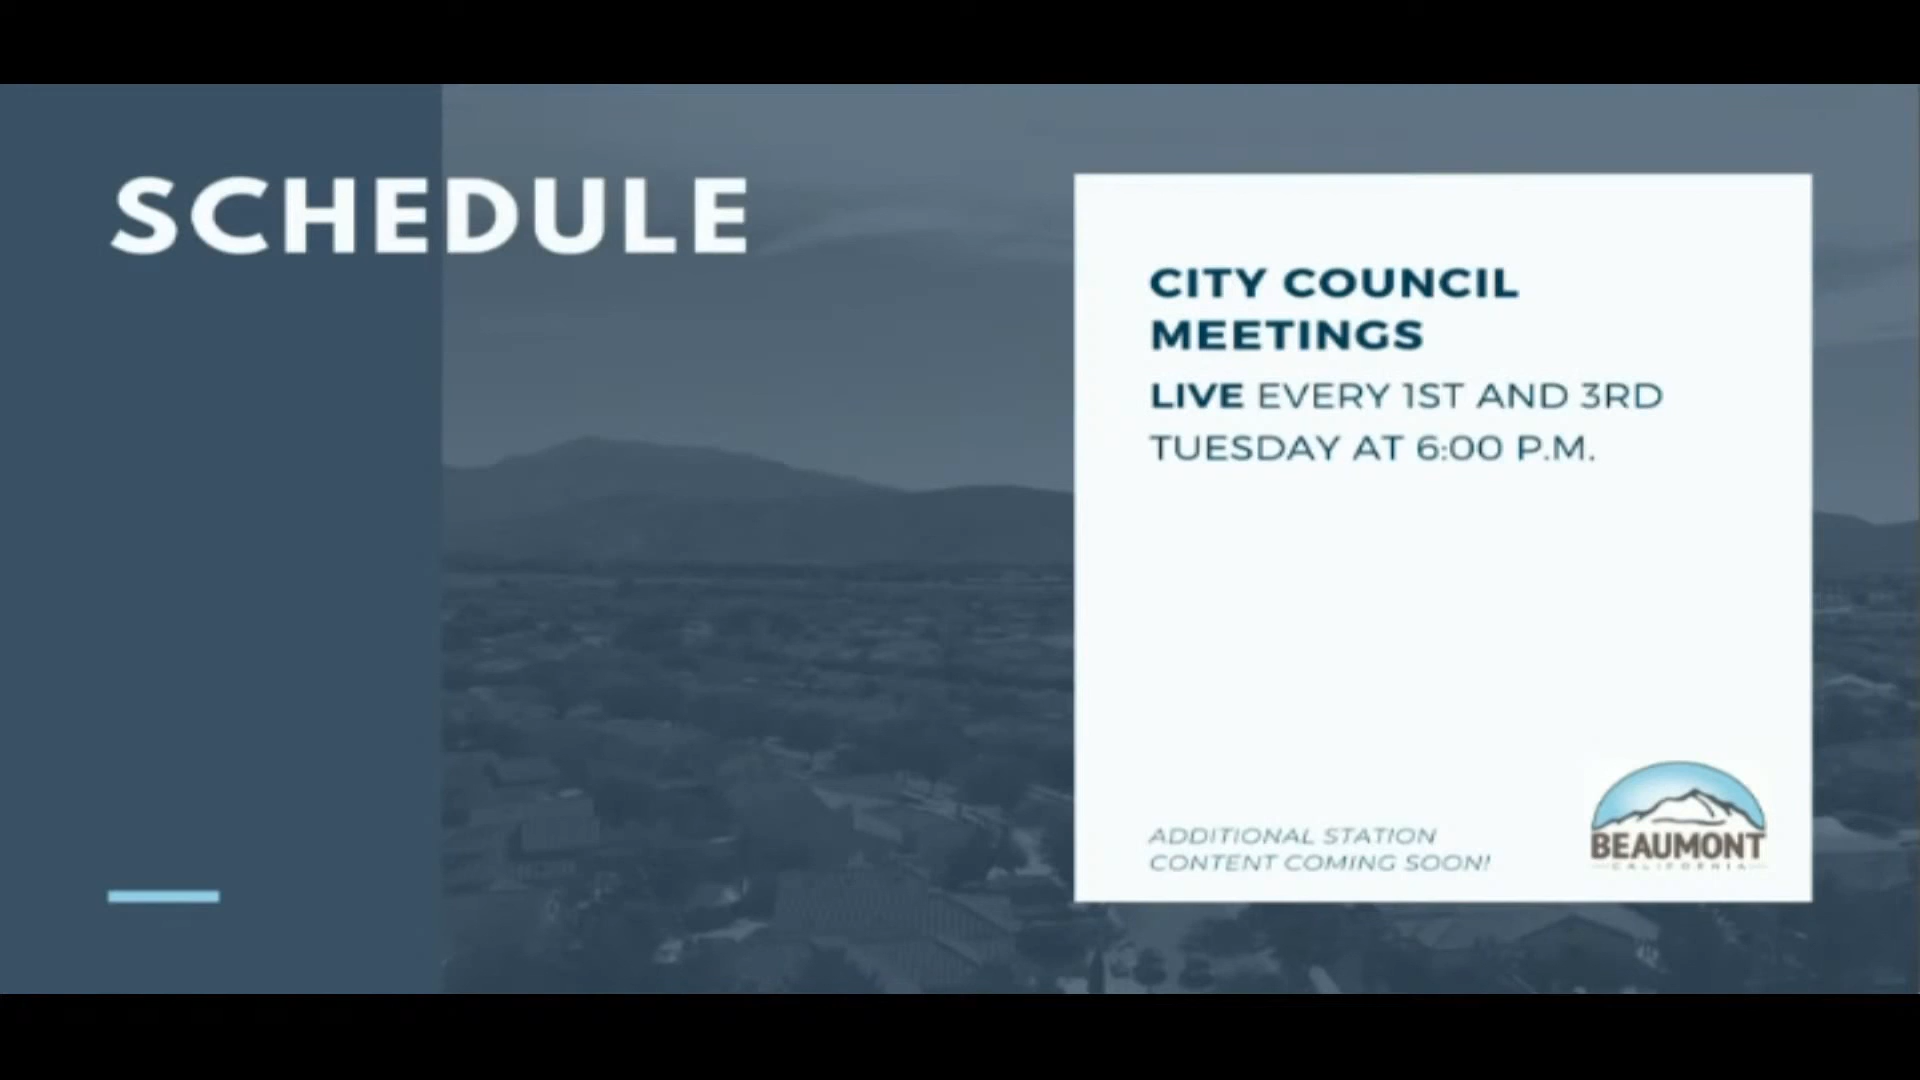 SCHEDULE
CITY COUNCIL
MEETINGS
LIVE EVERY 1ST AND 3RD
TUESDAY AT 6:00 P.M.
ADDITIONAL STATION
CONTENT COMING SOON!
BEAUMONT
CALIFORNIA